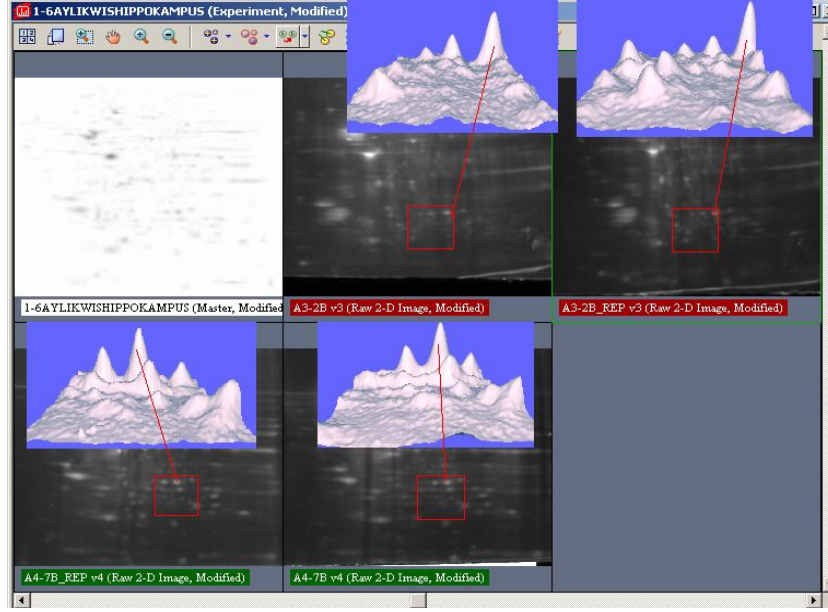 1-6AYLIKWISHIPPOKAMPUS (Experiment, Modified)
1-6AYLIKWISHIPPOKAMPUS (Master, Modified
A3-2B v3 (Raw 2-D Image, Modified)
A3-2B_REP v3 (Raw 2-D Image, Modified)
A4-7B_REP v4 (Raw 2-D Image, Modified)
A4-7B v4 (Raw 2-D Image, Modified)